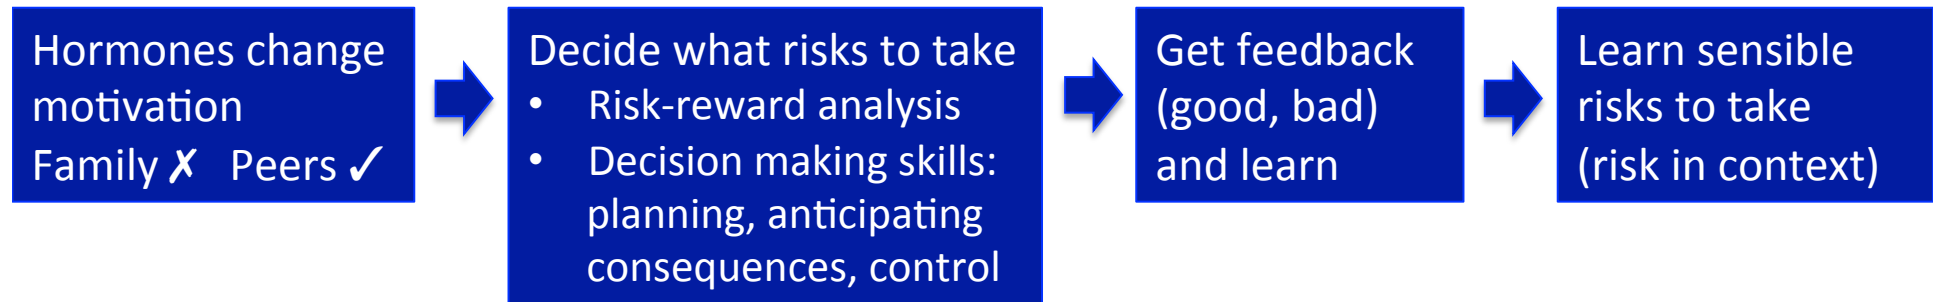 Hormones change
motivation
Family ✗ Peers ✓
Decide what risks to take
• Risk-reward analysis
• Decision making skills:
planning, anticipating
consequences, control
Get feedback
(good, bad)
and learn
Learn sensible
risks to take
(risk in context)